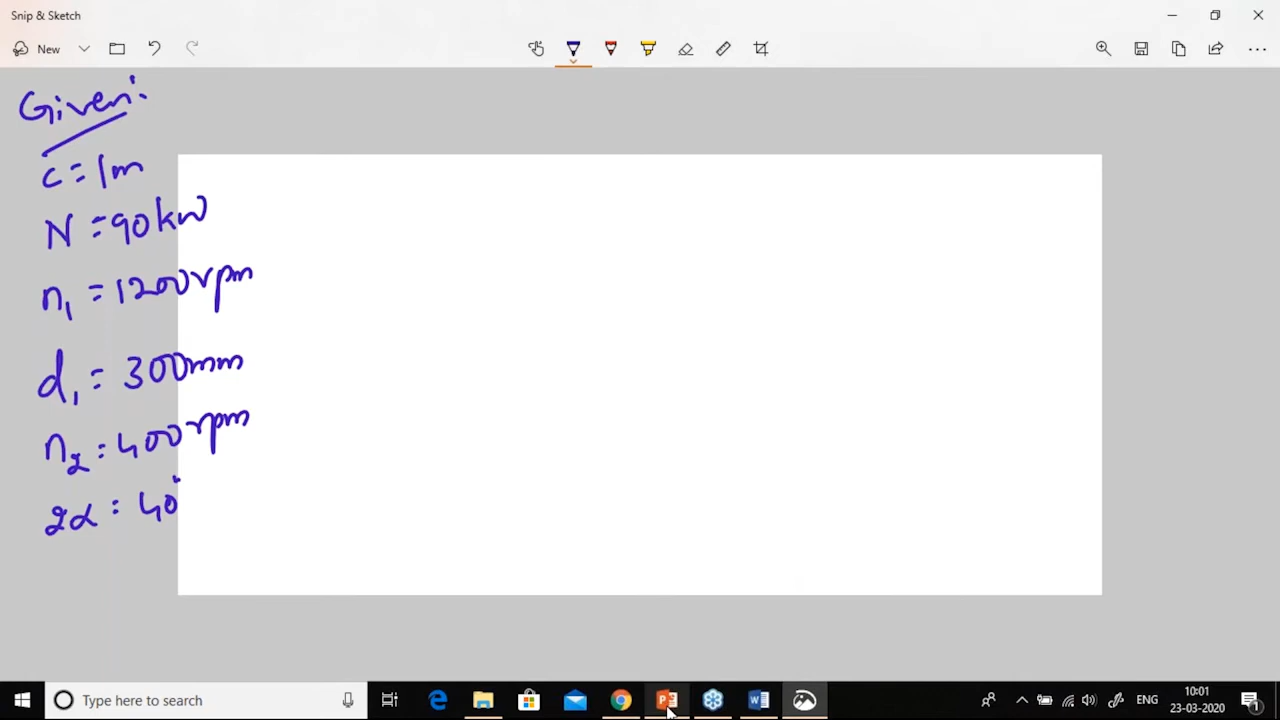 Snip & Sketch
New
Given:
c = 1m
N = 90kw
n1 = 1200rpm
d1 = 300mm
n2 = 400rpm
2α = 40°
Type here to search
ENG
10:01
23-03-2020